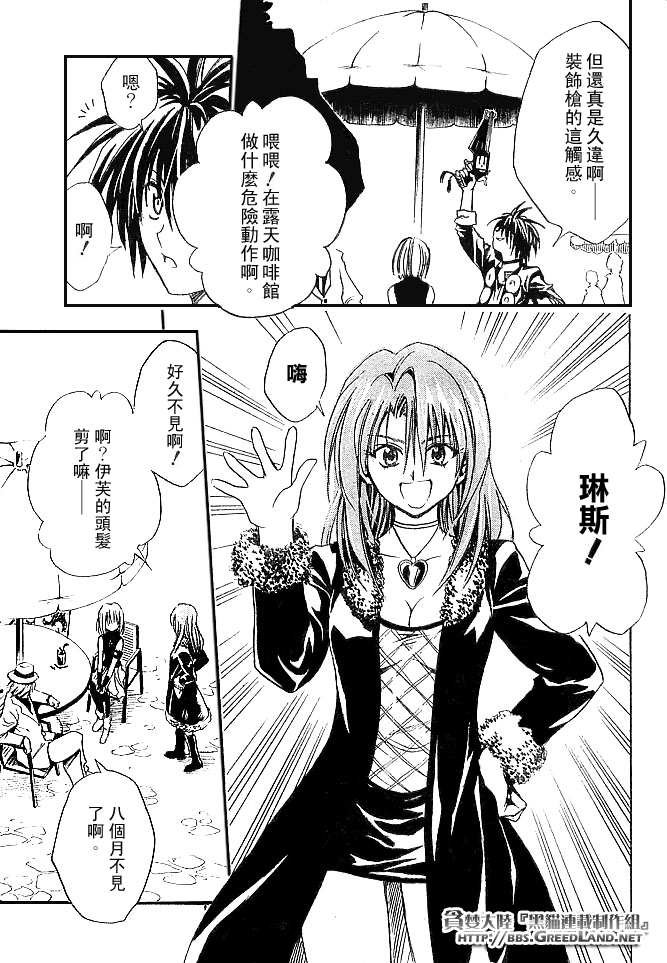 但還真是久違啊——
裝飾槍的這觸感。
喂喂！在露天咖啡館
做什麼危險動作啊。
嗯？
啊！
琳斯！
嗨
好久不見啊！
啊？伊芙的頭髮
剪了嘛——
八個月不見
了啊。
貪婪大陸『黑貓連載制作組』
HTTP://BBS.GREEDLAND.NET